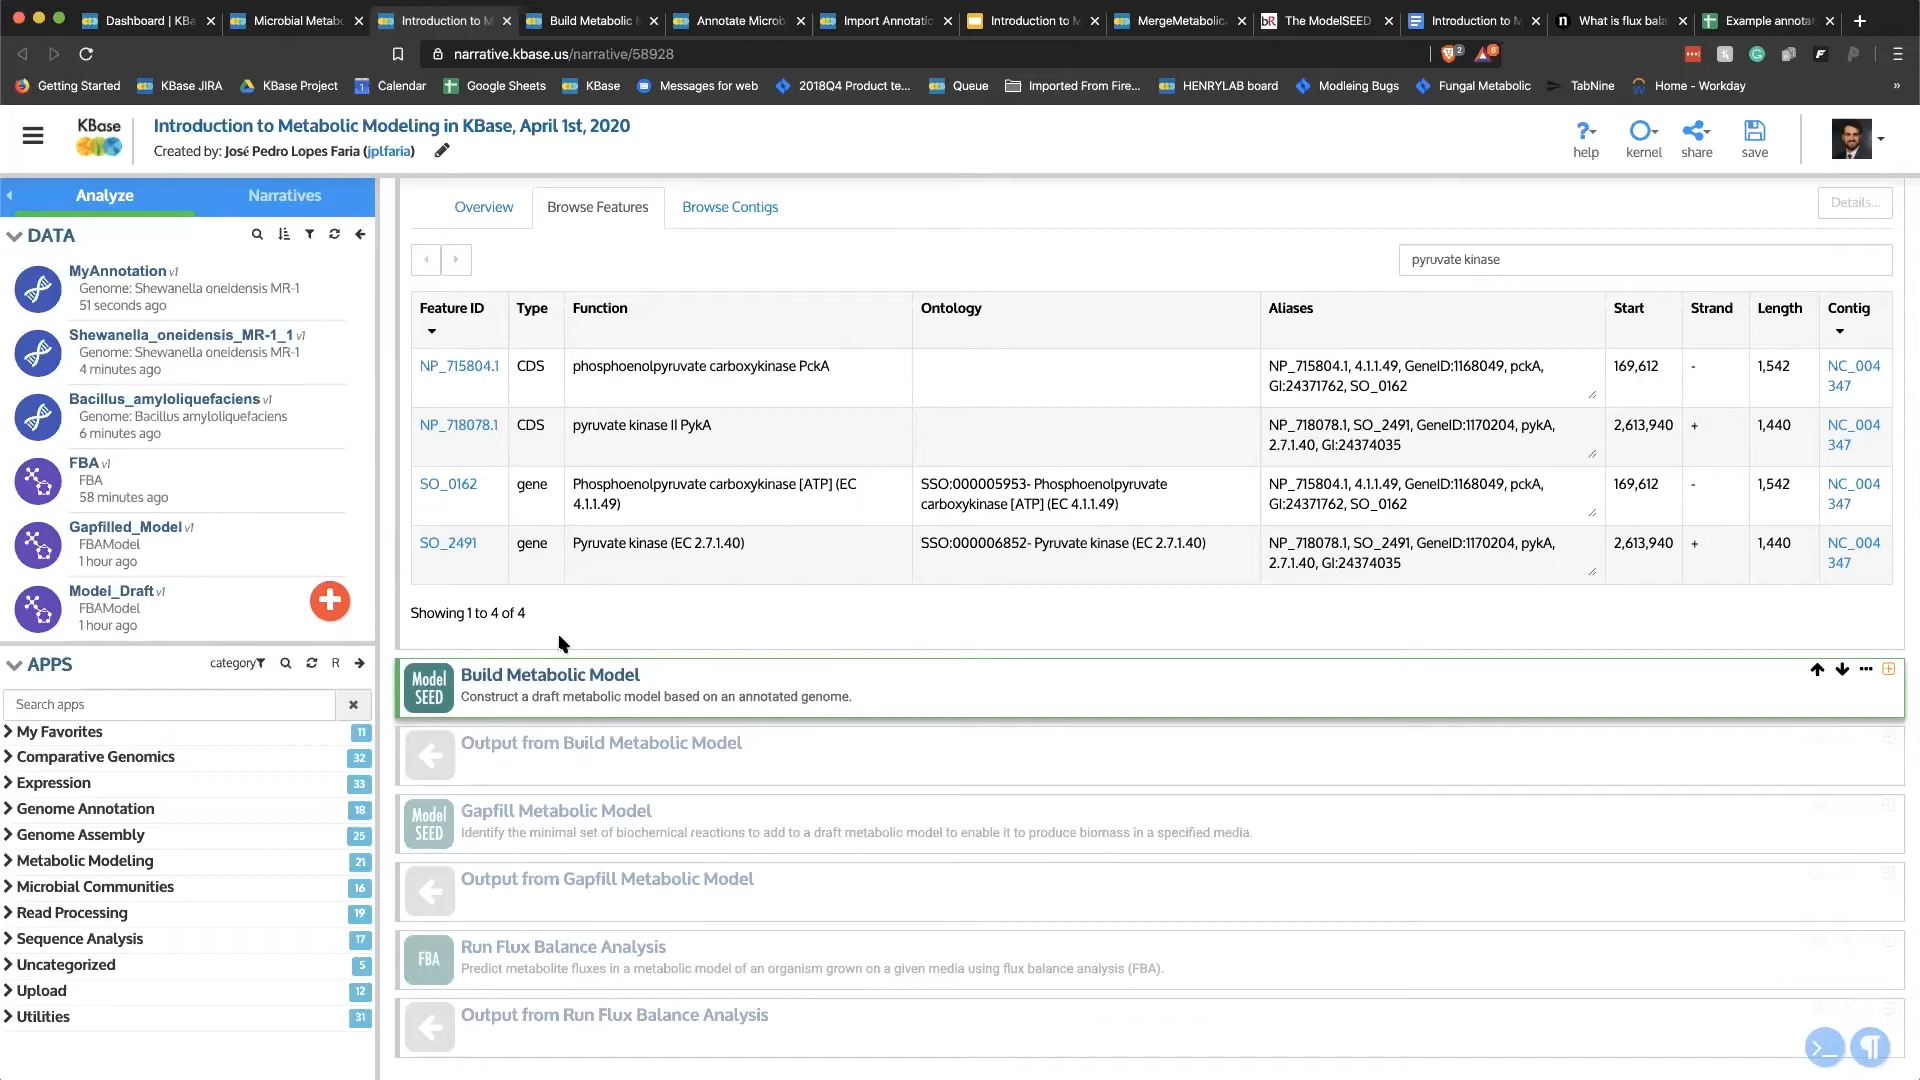 Dashboard | KBa
Microbial Metab
Introduction to M
Build Metabolic
Annotate Microb
Import Annotatic
Introduction to M
MergeMetabolic
The ModelSEED
Introduction to M
What is flux bala
Example annotat
narrative.kbase.us/narrative/58928
Getting Started
KBase JIRA
KBase Project
Calendar
Google Sheets
KBase
Messages for web
2018Q4 Product te...
Queue
Imported From Fire...
HENRYLAB board
Modleing Bugs
Fungal Metabolic
TabNine
Home - Workday
KBase
Introduction to Metabolic Modeling in KBase, April 1st, 2020
Created by: José Pedro Lopes Faria (jplfaria)
help
kernel
share
save
Analyze
Narratives
DATA
MyAnnotation v1
Genome: Shewanella oneidensis MR-1
51 seconds ago
Shewanella_oneidensis_MR-1_1 v1
Genome: Shewanella oneidensis MR-1
4 minutes ago
Bacillus_amyloliquefaciens v1
Genome: Bacillus amyloliquefaciens
6 minutes ago
FBA v1
FBA
58 minutes ago
Gapfilled_Model v1
FBAModel
1 hour ago
Model_Draft v1
FBAModel
1 hour ago
APPS
category
R
Search apps
My Favorites 11
Comparative Genomics 32
Expression 33
Genome Annotation 18
Genome Assembly 25
Metabolic Modeling 21
Microbial Communities 16
Read Processing 19
Sequence Analysis 17
Uncategorized 5
Upload 12
Utilities 31
Overview
Browse Features
Browse Contigs
Details...
pyruvate kinase
Feature ID Type Function Ontology Aliases Start Strand Length Contig
NP_715804.1 CDS phosphoenolpyruvate carboxykinase PckA NP_715804.1, 4.1.1.49, GeneID:1168049, pckA, 169,612 - 1,542 NC_004
GI:24371762, SO_0162 347
NP_718078.1 CDS pyruvate kinase II PykA NP_718078.1, SO_2491, GeneID:1170204, pykA, 2,613,940 + 1,440 NC_004
2.7.1.40, GI:24374035 347
SO_0162 gene Phosphoenolpyruvate carboxykinase [ATP] (EC SSO:000005953- Phosphoenolpyruvate NP_715804.1, 4.1.1.49, GeneID:1168049, pckA, 169,612 - 1,542 NC_004
4.1.1.49) carboxykinase [ATP] (EC 4.1.1.49) GI:24371762, SO_0162 347
SO_2491 gene Pyruvate kinase (EC 2.7.1.40) SSO:000006852- Pyruvate kinase (EC 2.7.1.40) NP_718078.1, SO_2491, GeneID:1170204, pykA, 2,613,940 + 1,440 NC_004
2.7.1.40, GI:24374035 347
Showing 1 to 4 of 4
Model SEED
Build Metabolic Model
Construct a draft metabolic model based on an annotated genome.
Output from Build Metabolic Model
Model SEED
Gapfill Metabolic Model
Identify the minimal set of biochemical reactions to add to a draft metabolic model to enable it to produce biomass in a specified media.
Output from Gapfill Metabolic Model
FBA
Run Flux Balance Analysis
Predict metabolite fluxes in a metabolic model of an organism grown on a given media using flux balance analysis (FBA).
Output from Run Flux Balance Analysis